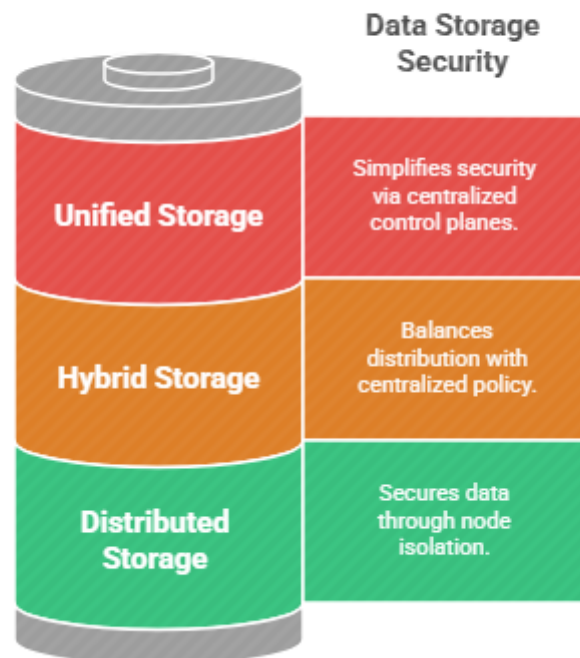 Data Storage
Security
Unified Storage
Simplifies security
via centralized
control planes.
Hybrid Storage
Balances
distribution with
centralized policy.
Distributed
Storage
Secures data
through node
isolation.